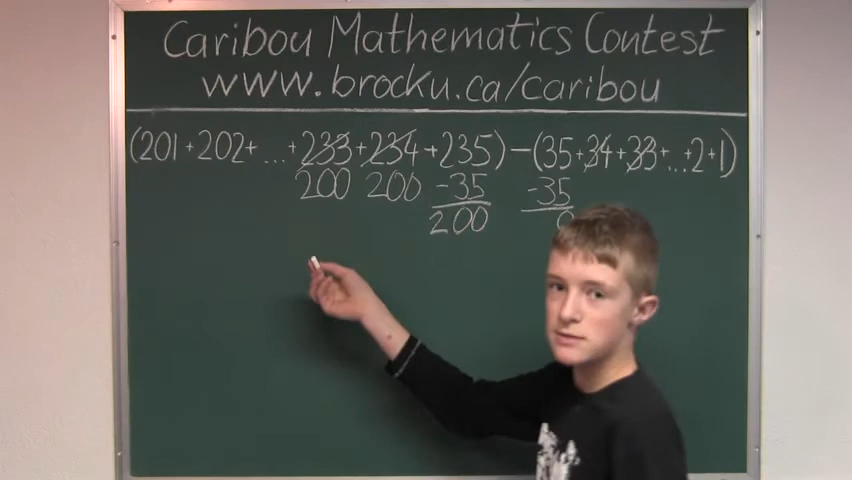 Caribou Mathematics Contest
www.brocku.ca/caribou
(201+202+...+233+234+235)-(35+34+33+...+2+1)
200 200 -35 -35
200 0